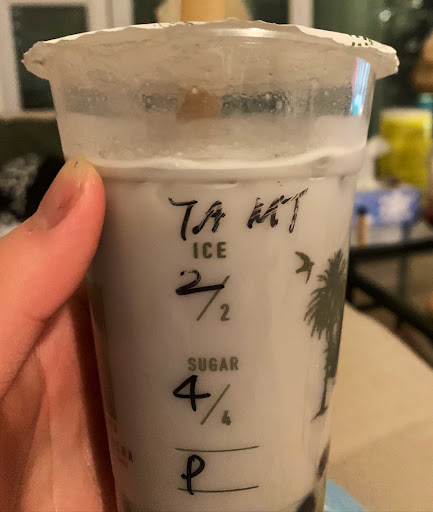 TA MT
ICE
2/2
SUGAR
4/4
P